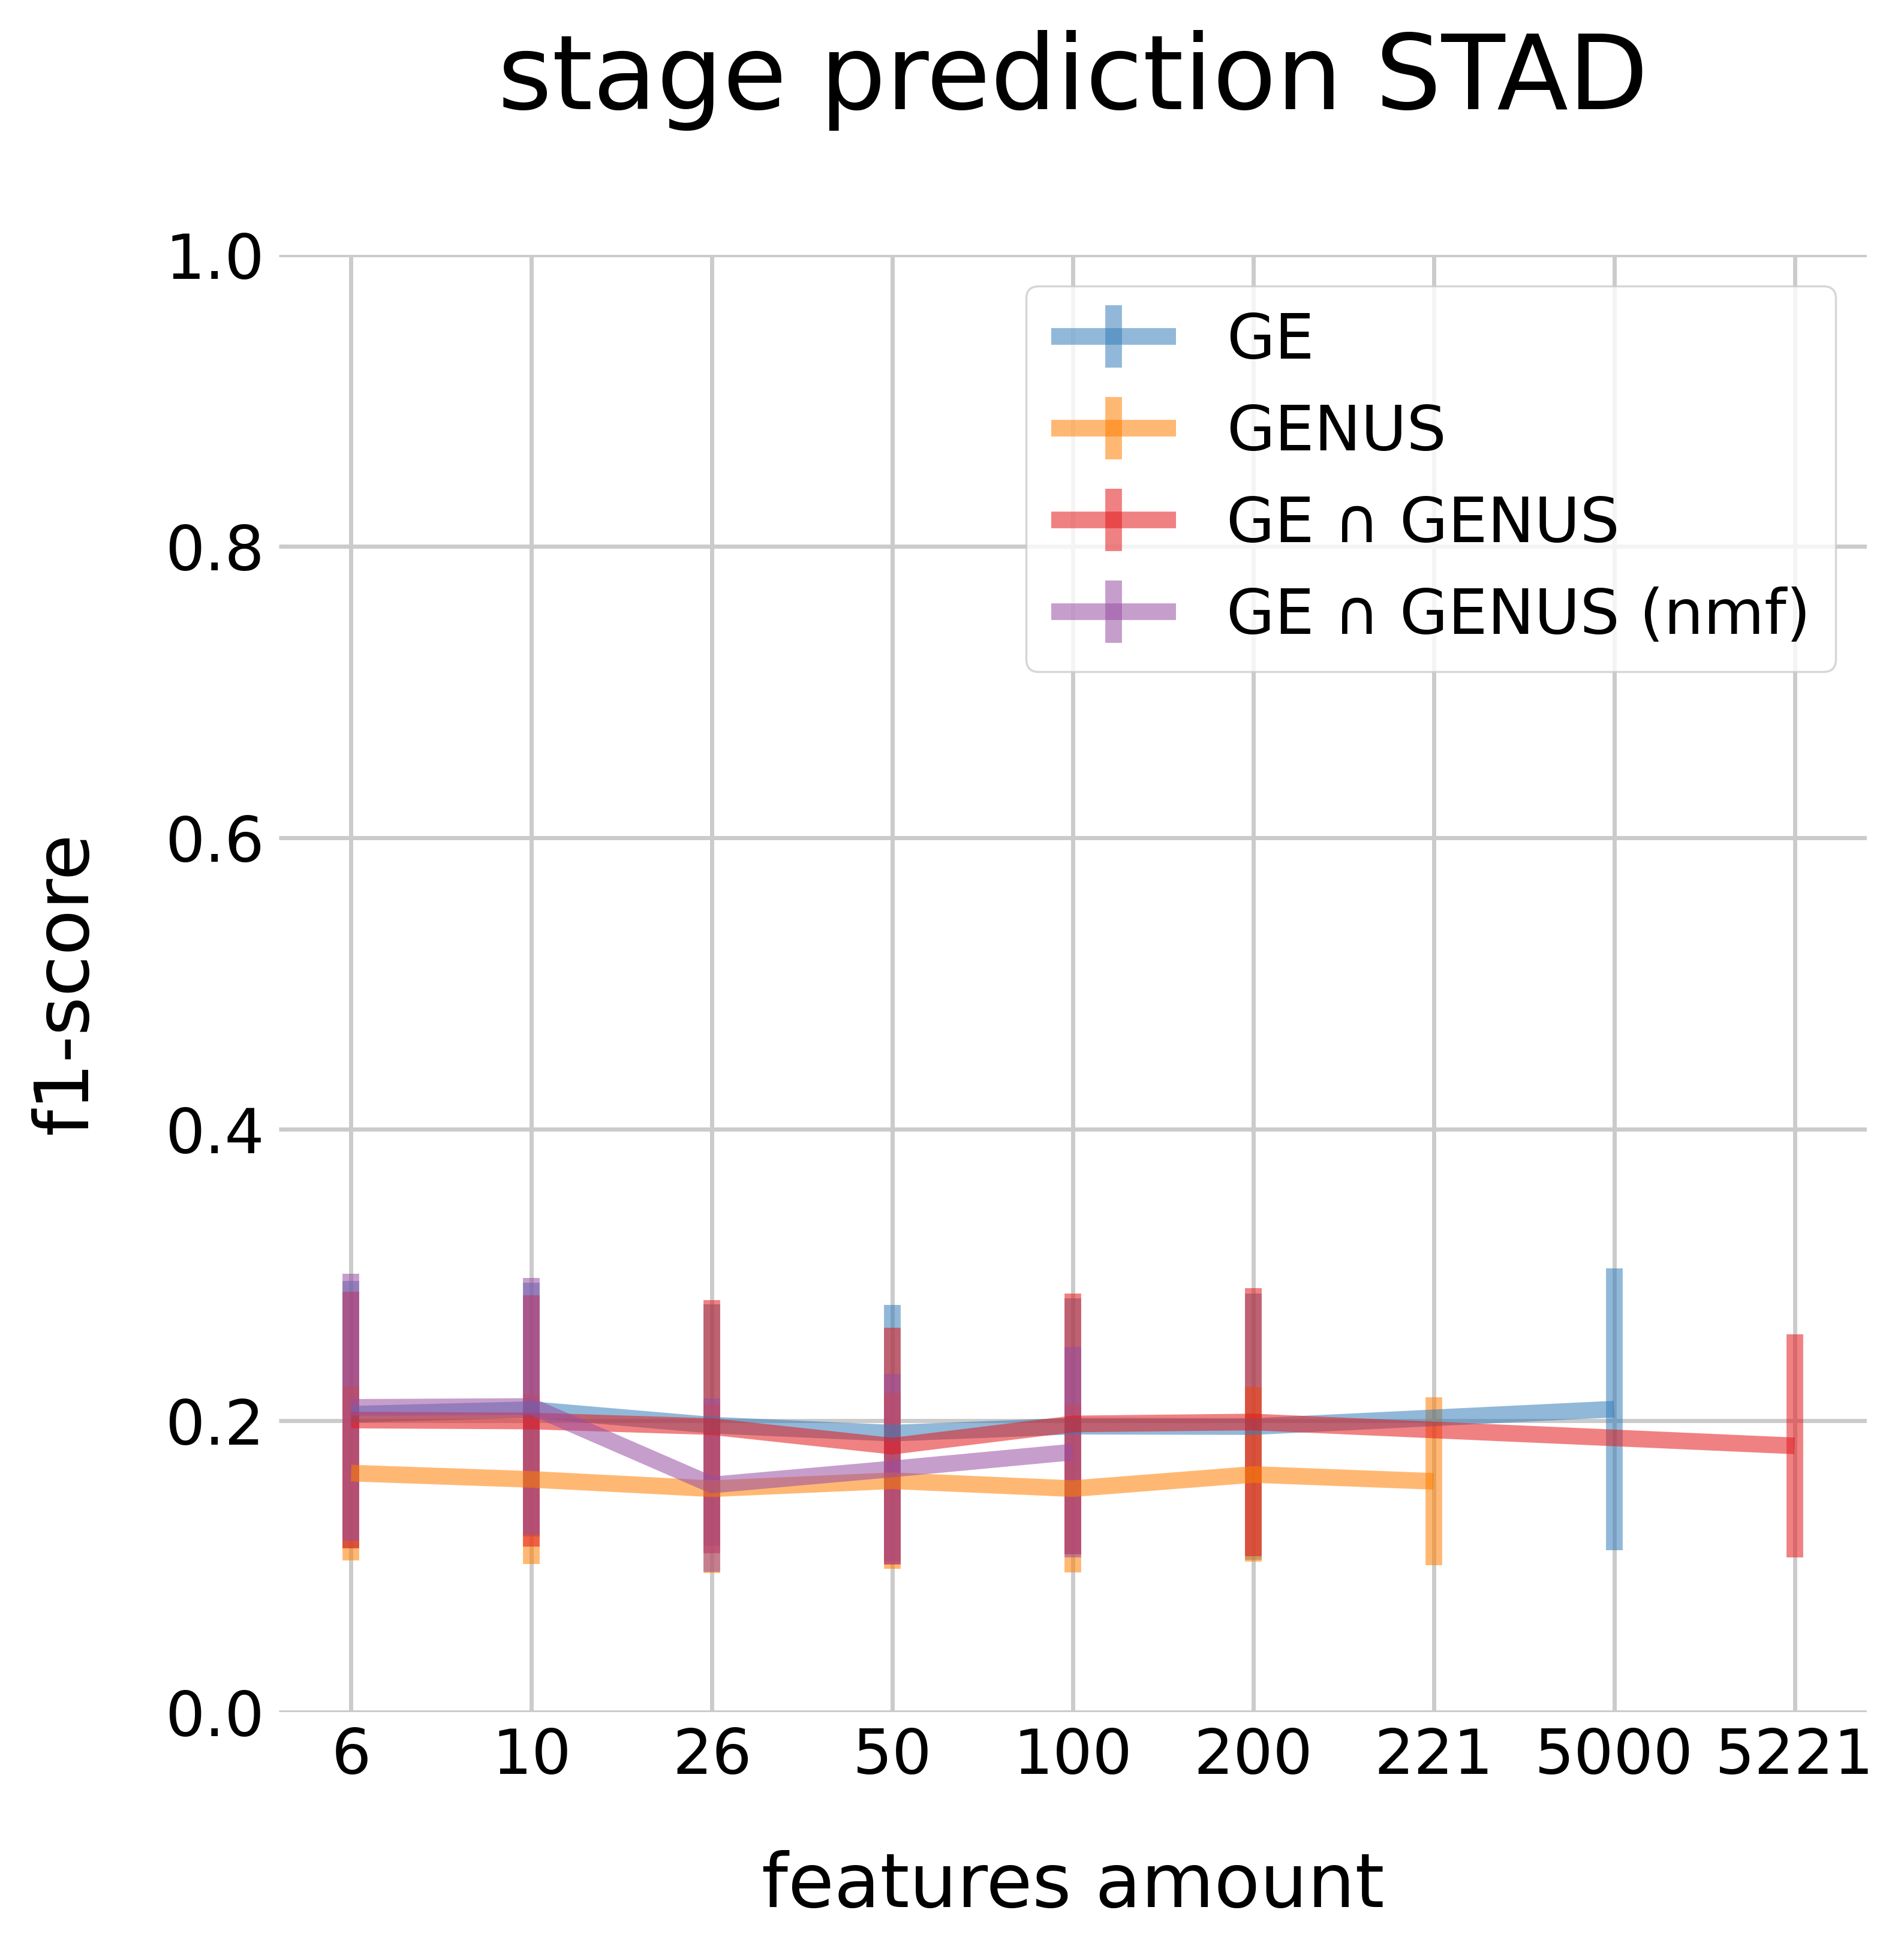 stage prediction STAD
1.0
0.8
0.6
0.4
0.2
0.0
f1-score
GE
GENUS
GE ∩ GENUS
GE ∩ GENUS (nmf)
6 10 26 50 100 200 221 5000 5221
features amount